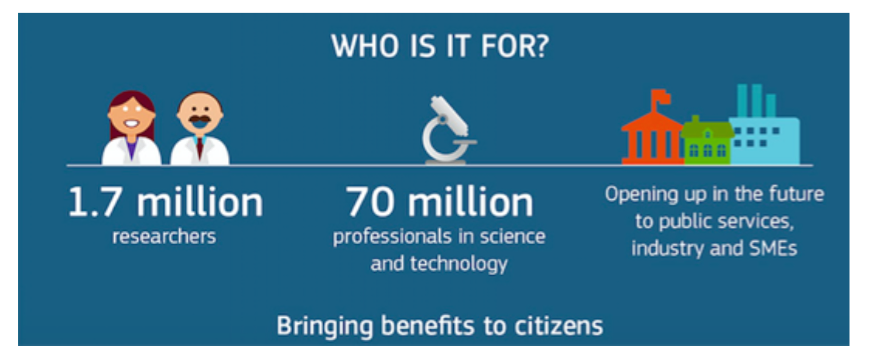 WHO IS IT FOR?
1.7 million
researchers
70 million
professionals in science
and technology
Opening up in the future
to public services,
industry and SMEs
Bringing benefits to citizens